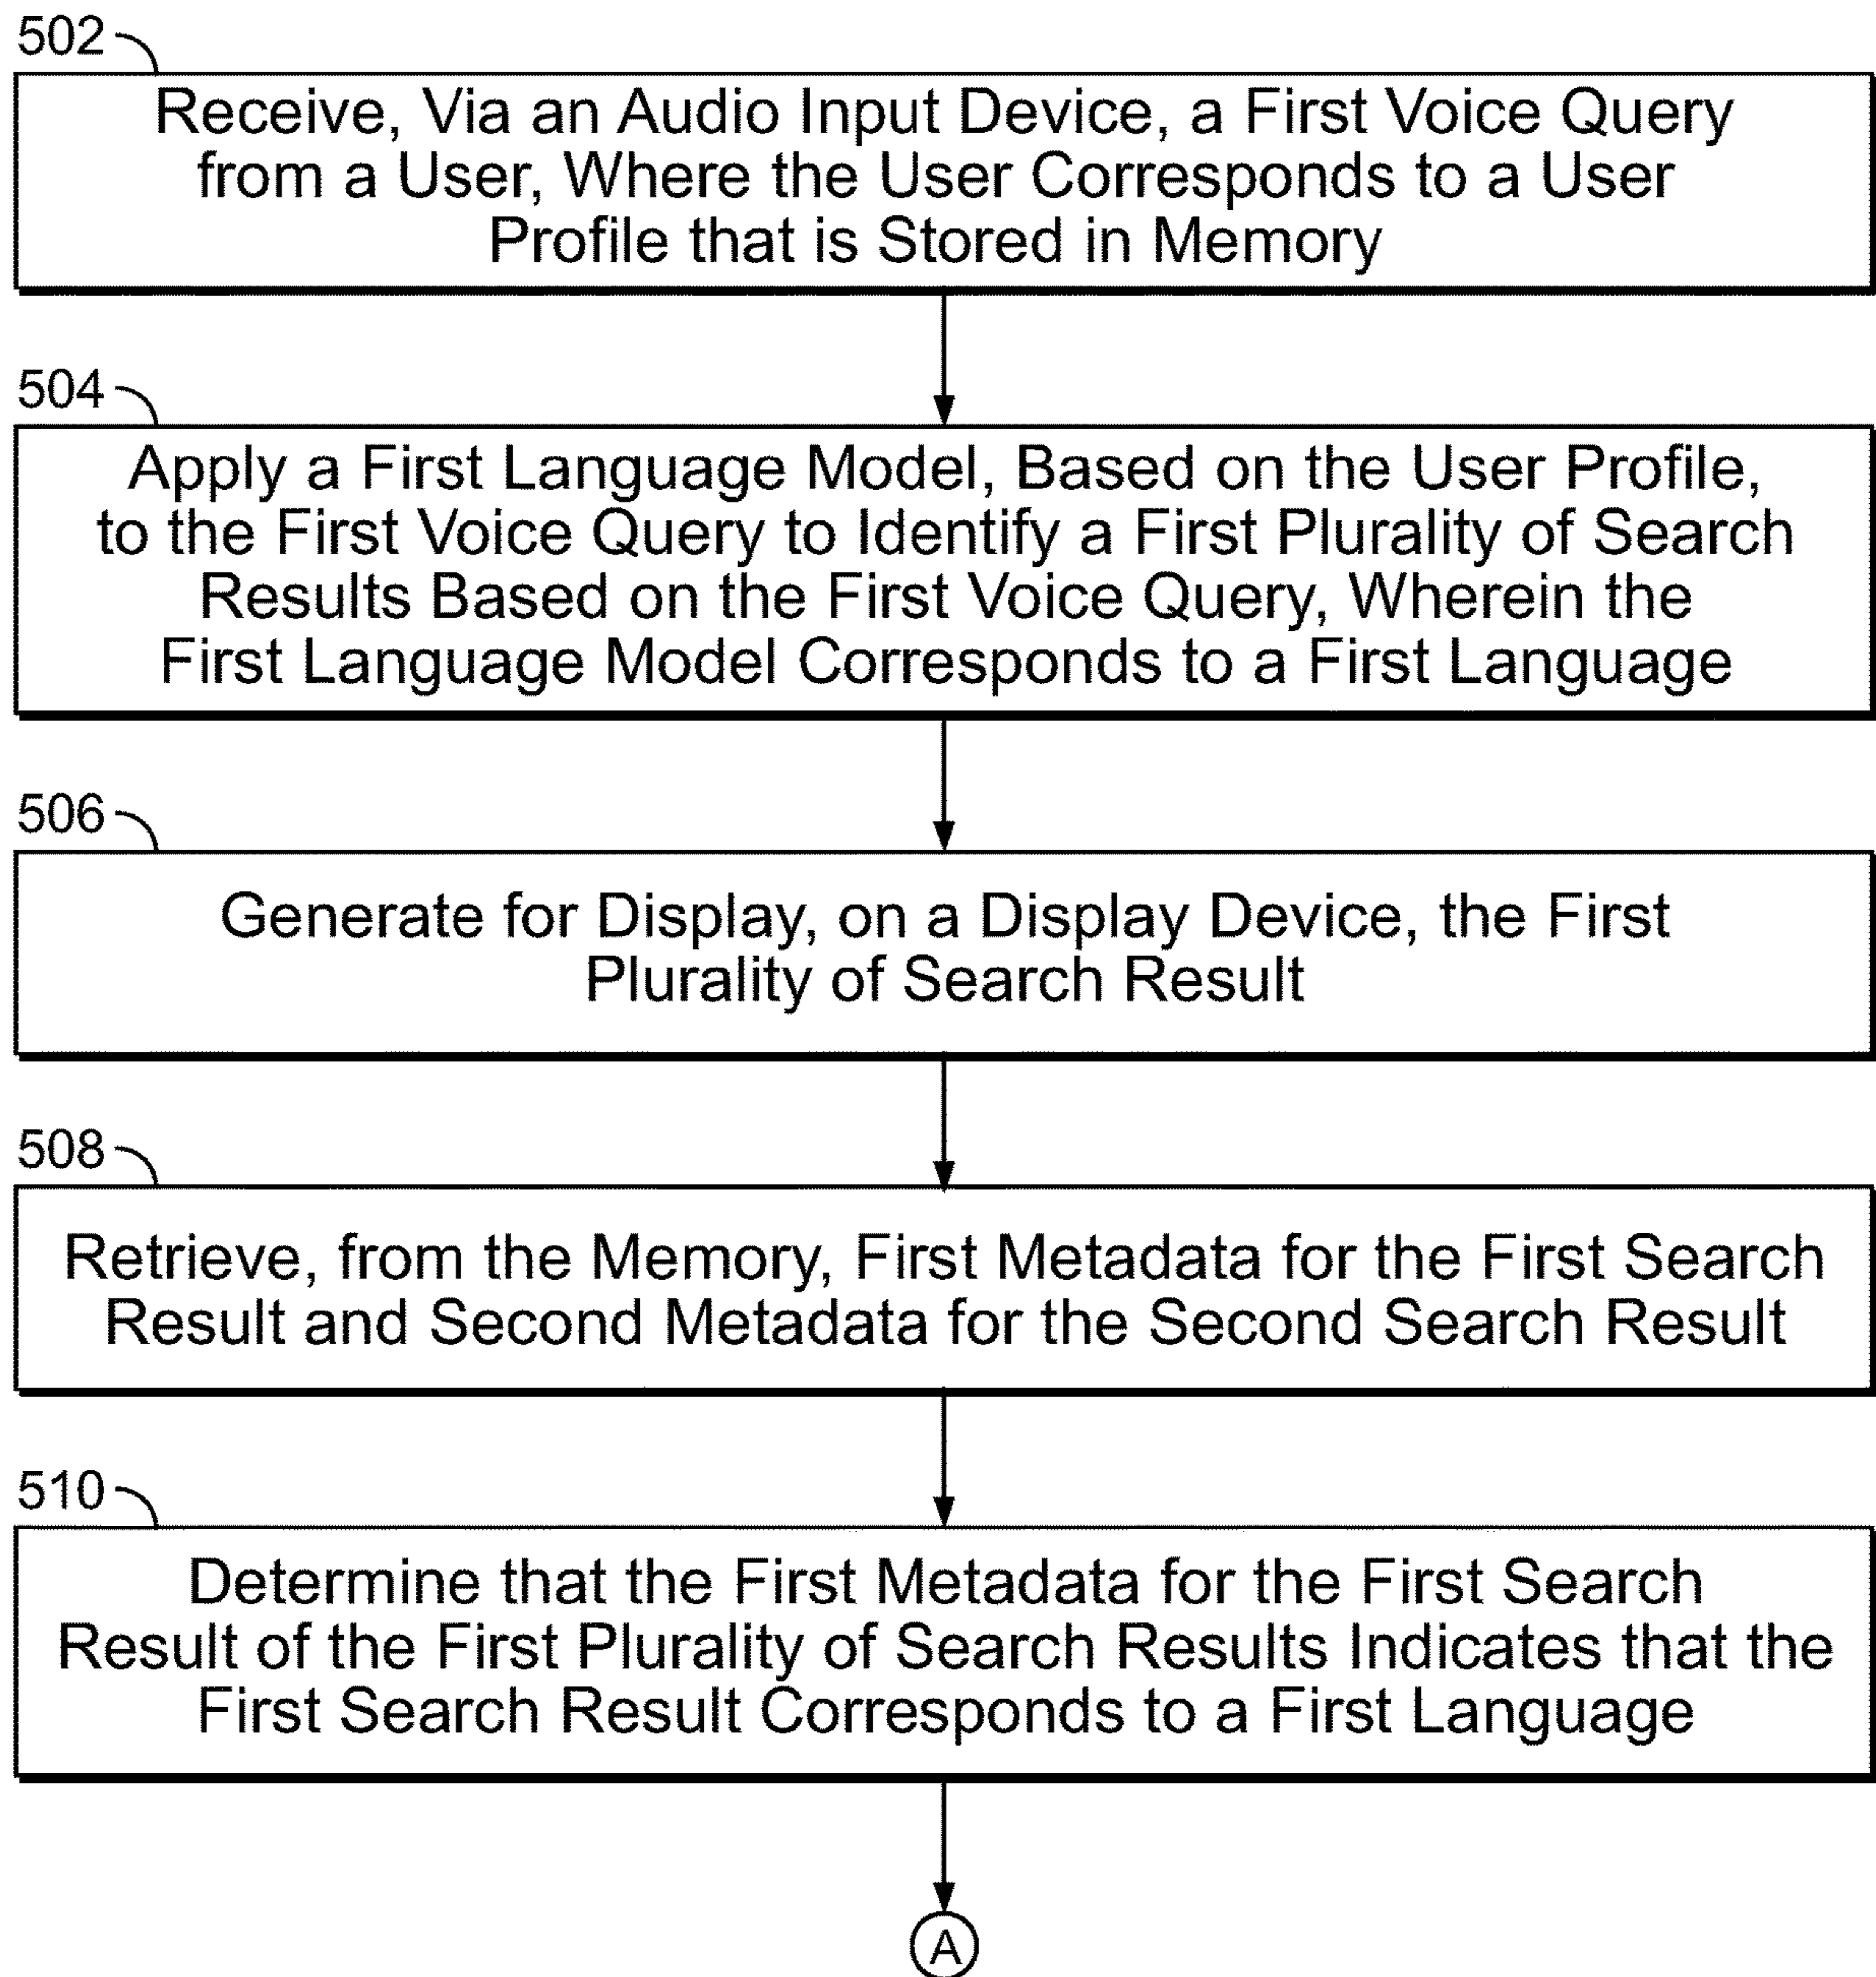 502
Receive, Via an Audio Input Device, a First Voice Query
from a User, Where the User Corresponds to a User
Profile that is Stored in Memory
504
Apply a First Language Model, Based on the User Profile,
to the First Voice Query to Identify a First Plurality of Search
Results Based on the First Voice Query, Wherein the
First Language Model Corresponds to a First Language
506
Generate for Display, on a Display Device, the First
Plurality of Search Result
508
Retrieve, from the Memory, First Metadata for the First Search
Result and Second Metadata for the Second Search Result
510
Determine that the First Metadata for the First Search
Result of the First Plurality of Search Results Indicates that the
First Search Result Corresponds to a First Language
A